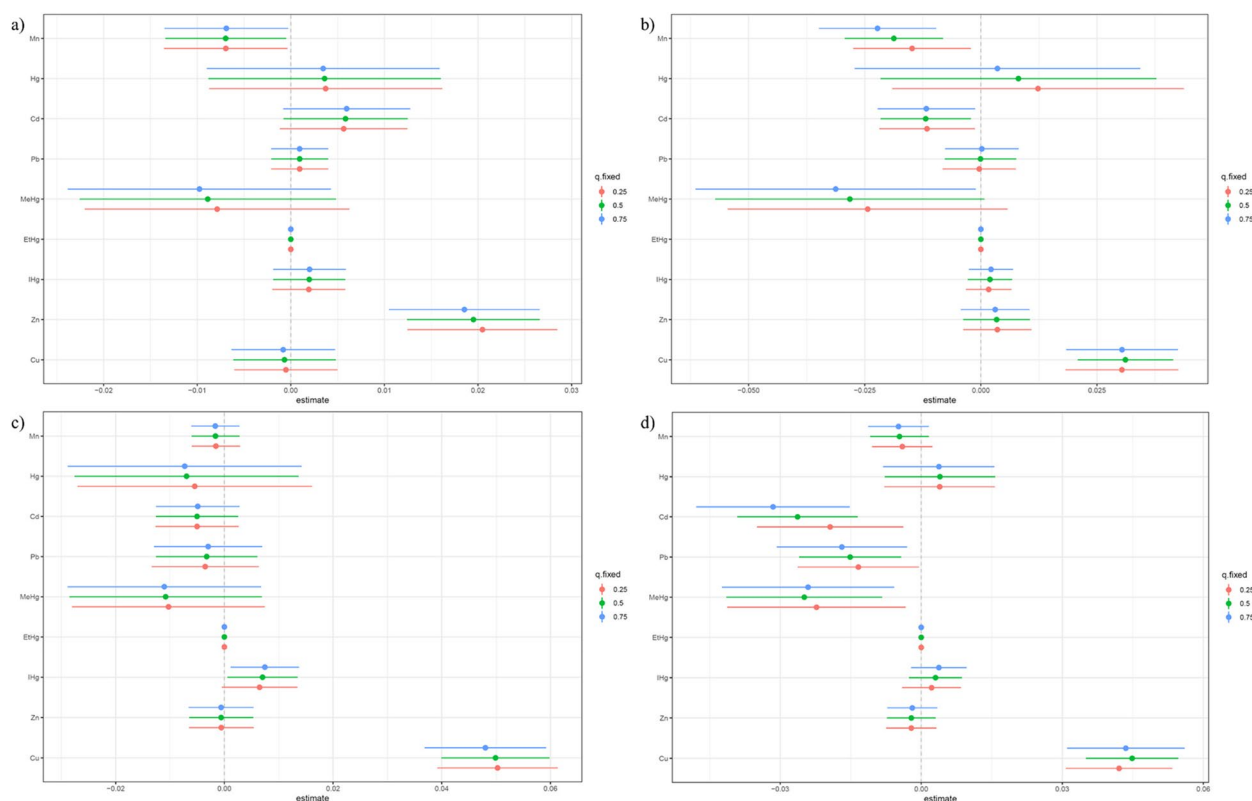 a)
Mn
Hg
Cd
Pb
MeHg
EtHg
IHg
Zn
Cu
−0.02 −0.01 0.00 0.01 0.02 0.03
estimate
q.fixed
0.25
0.5
0.75
b)
Mn
Hg
Cd
Pb
MeHg
EtHg
IHg
Zn
Cu
−0.050 −0.025 0.000 0.025
estimate
q.fixed
0.25
0.5
0.75
c)
Mn
Hg
Cd
Pb
MeHg
EtHg
IHg
Zn
Cu
−0.02 0.00 0.02 0.04 0.06
estimate
q.fixed
0.25
0.5
0.75
d)
Mn
Hg
Cd
Pb
MeHg
EtHg
IHg
Zn
Cu
−0.03 0.00 0.03 0.06
estimate
q.fixed
0.25
0.5
0.75